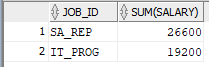 JOB_ID SUM(SALARY)
1 SA_REP 26600
2 IT_PROG 19200